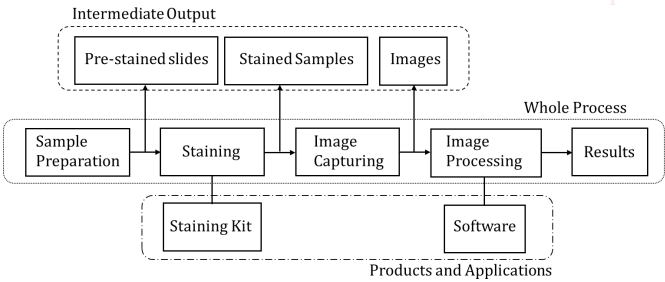 Intermediate Output
Pre-stained slides
Stained Samples
Images
Whole Process
Sample
Preparation
Staining
Image
Capturing
Image
Processing
Results
Staining Kit
Software
Products and Applications